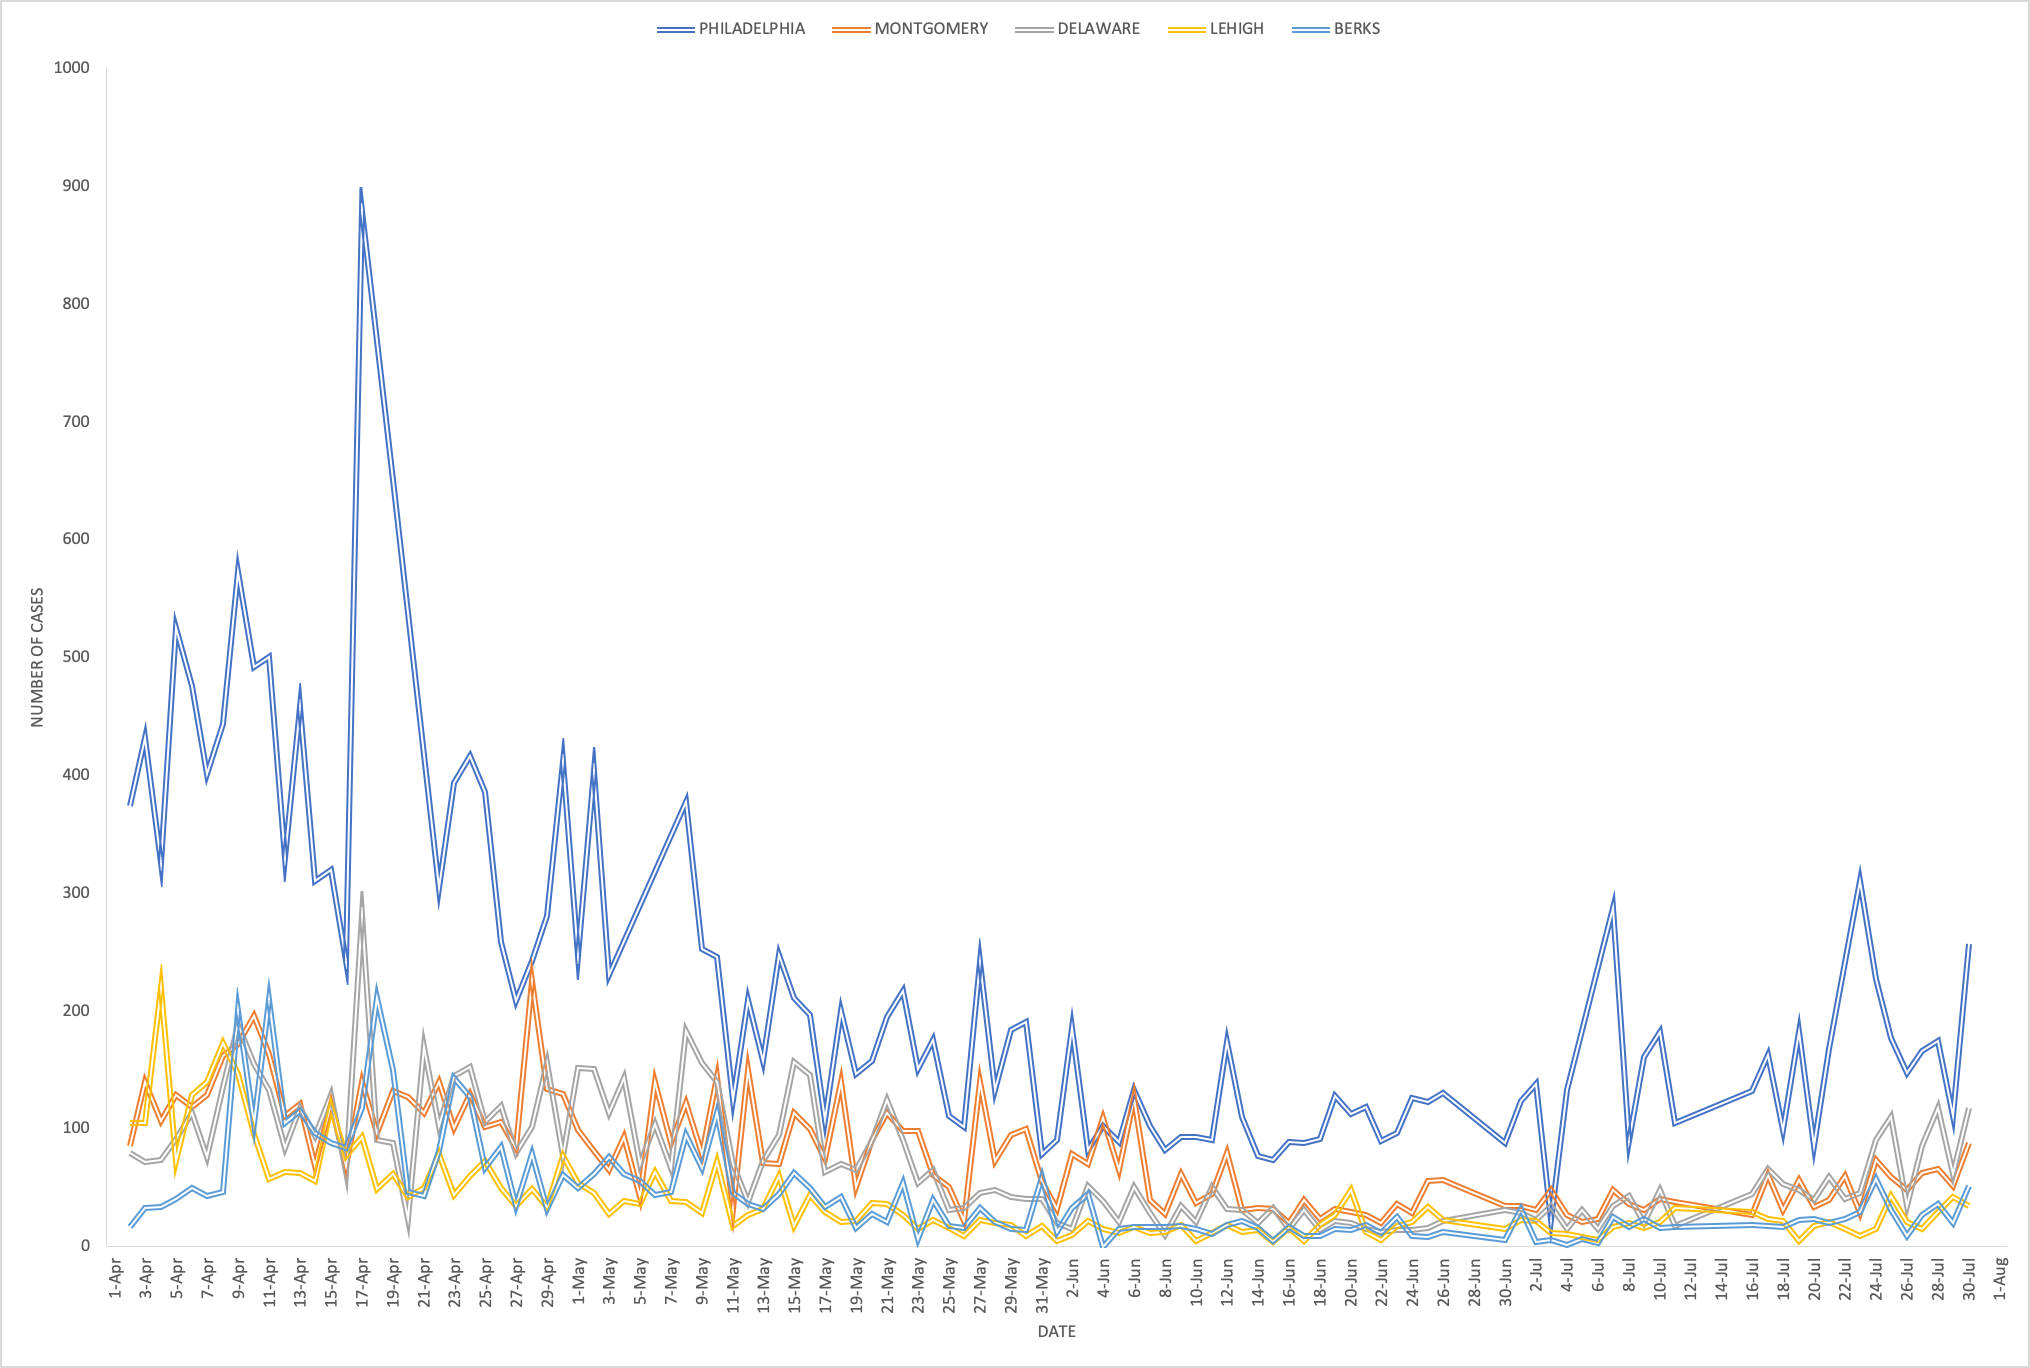 PHILADELPHIA MONTGOMERY DELAWARE LEHIGH BERKS
1000
900
800
700
600
500
400
300
200
100
0
NUMBER OF CASES
1-Apr 3-Apr 5-Apr 7-Apr 9-Apr 11-Apr 13-Apr 15-Apr 17-Apr 19-Apr 21-Apr 23-Apr 25-Apr 27-Apr 29-Apr 1-May 3-May 5-May 7-May 9-May 11-May 13-May 15-May 17-May 19-May 21-May 23-May 25-May 27-May 29-May 31-May 2-Jun 4-Jun 6-Jun 8-Jun 10-Jun 12-Jun 14-Jun 16-Jun 18-Jun 20-Jun 22-Jun 24-Jun 26-Jun 28-Jun 30-Jun 2-Jul 4-Jul 6-Jul 8-Jul 10-Jul 12-Jul 14-Jul 16-Jul 18-Jul 20-Jul 22-Jul 24-Jul 26-Jul 28-Jul 30-Jul 1-Aug
DATE